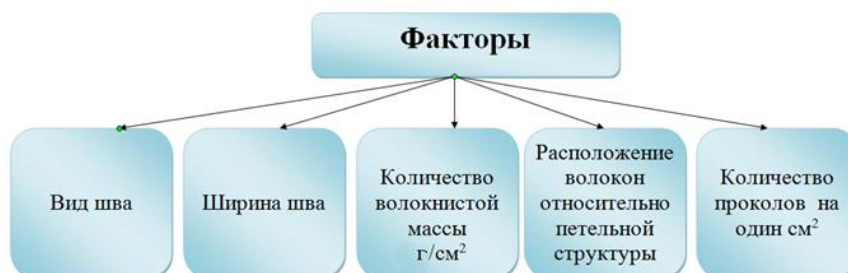 Факторы
Вид шва
Ширина шва
Количество
волокнистой
массы
г/см²
Расположение
волокон
относительно
петельной
структуры
Количество
проколов на
один см²